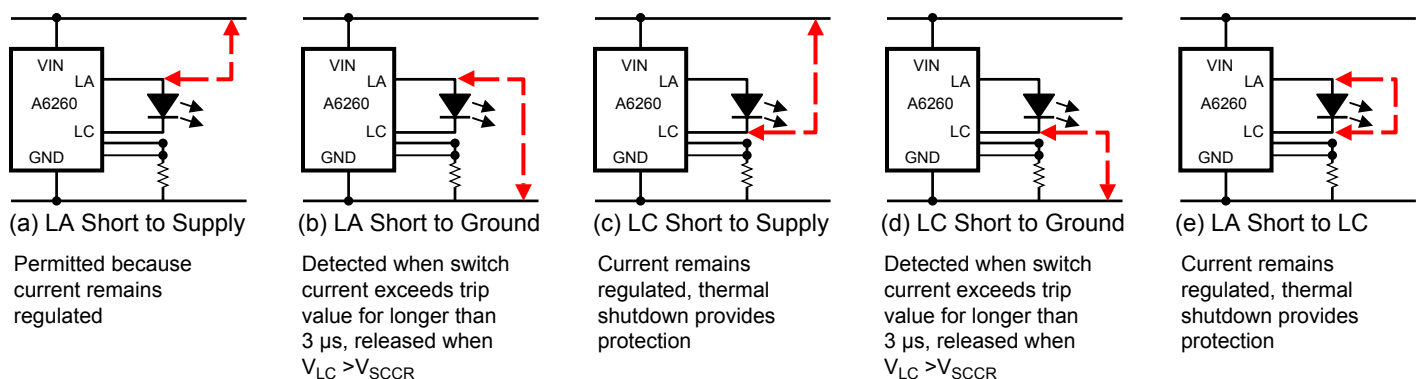 VIN
LA
A6260
LC
GND
VIN
LA
A6260
LC
GND
VIN
LA
A6260
LC
GND
VIN
LA
A6260
LC
GND
VIN
LA
A6260
LC
GND
(a) LA Short to Supply
Permitted because
current remains
regulated
(b) LA Short to Ground
Detected when switch
current exceeds trip
value for longer than
3 µs, released when
V_LC >V_SCCR
(c) LC Short to Supply
Current remains
regulated, thermal
shutdown provides
protection
(d) LC Short to Ground
Detected when switch
current exceeds trip
value for longer than
3 µs, released when
V_LC >V_SCCR
(e) LA Short to LC
Current remains
regulated, thermal
shutdown provides
protection